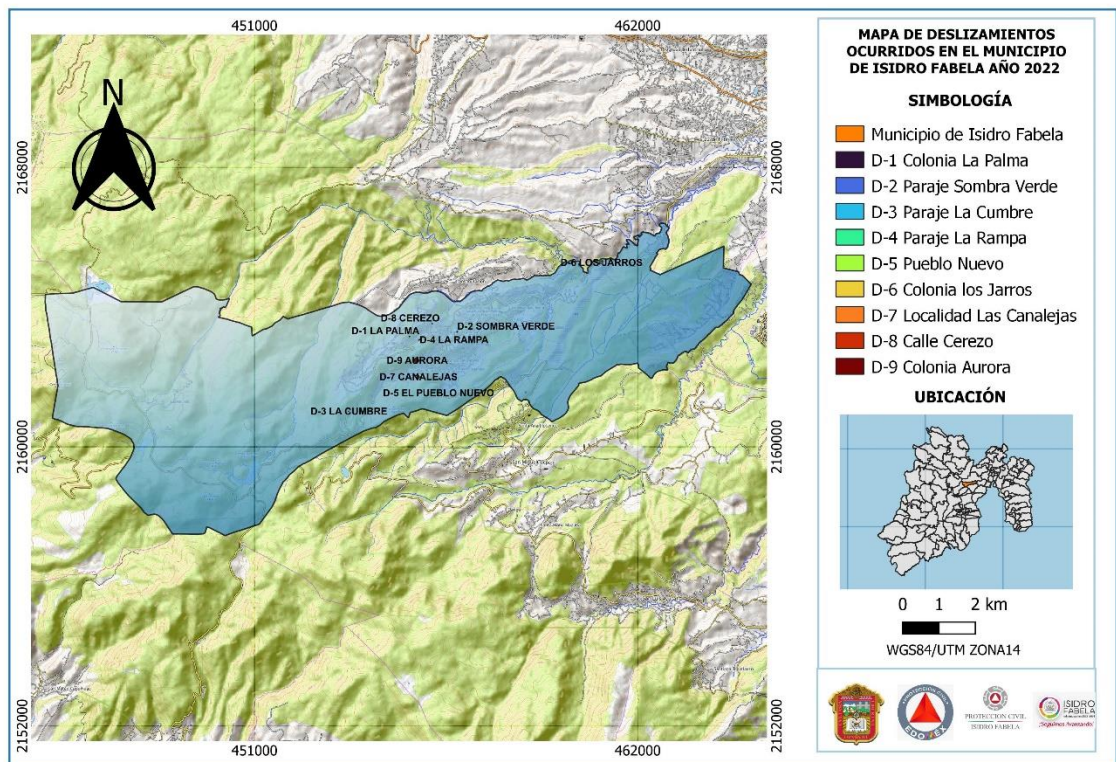 451000
462000
N
2168000
2168000
D-6 LOS JARROS
D-8 CEREZO
D-1 LA PALMA
D-2 SOMBRA VERDE
D-4 LA RAMPA
D-9 AURORA
D-7 CANALEJAS
D-5 EL PUEBLO NUEVO
D-3 LA CUMBRE
2160000
2160000
2152000
2152000
451000
462000
MAPA DE DESLIZAMIENTOS
OCURRIDOS EN EL MUNICIPIO
DE ISIDRO FABELA AÑO 2022
SIMBOLOGÍA
Municipio de Isidro Fabela
D-1 Colonia La Palma
D-2 Paraje Sombra Verde
D-3 Paraje La Cumbre
D-4 Paraje La Rampa
D-5 Pueblo Nuevo
D-6 Colonia los Jarros
D-7 Localidad Las Canalejas
D-8 Calle Cerezo
D-9 Colonia Aurora
UBICACIÓN
0 1 2 km
WGS84/UTM ZONA14
PROTECCION CIVIL
ISIDRO FABELA
ISIDRO
FABELA
¡Seguimos Avanzando!